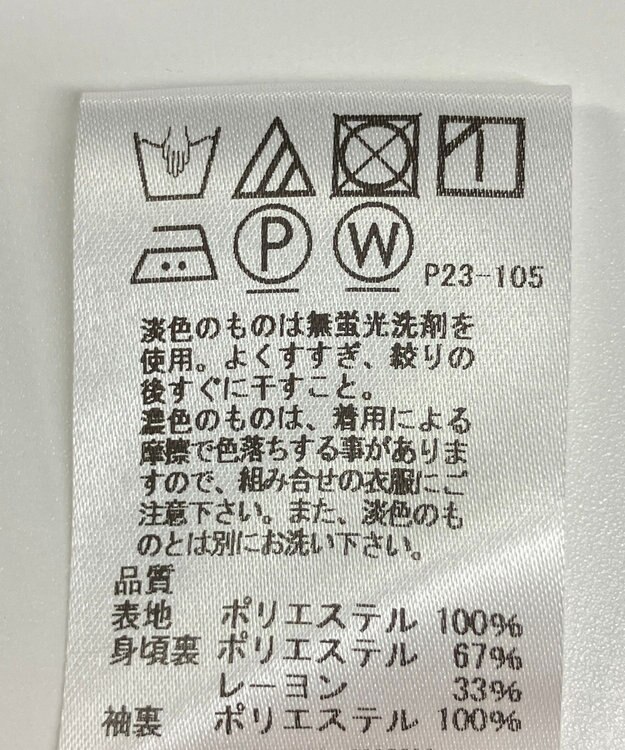 P W P23-105
淡色のものは無蛍光洗剤を
使用。よくすすぎ、絞りの
後すぐに干すこと。
濃色のものは、着用による
摩擦で色落ちする事がありま
すので、組み合せの衣服にご
注意下さい。また、淡色のも
のとは別にお洗い下さい。
品質
表地 ポリエステル 100%
身頃裏 ポリエステル 67%
レーヨン 33%
袖裏 ポリエステル 100%